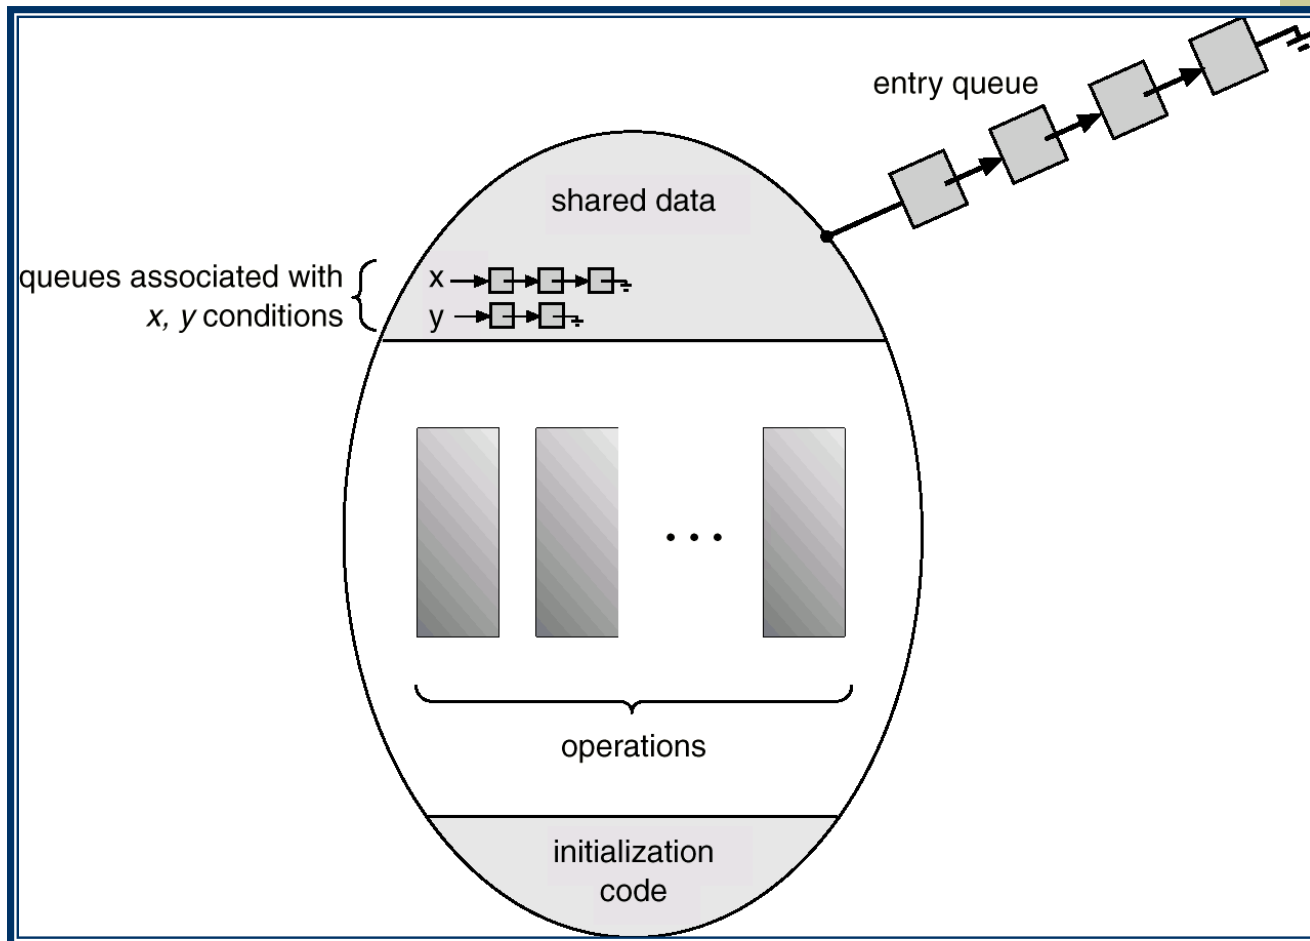 entry queue
shared data
queues associated with
x, y conditions
x
y
. . .
operations
initialization
code